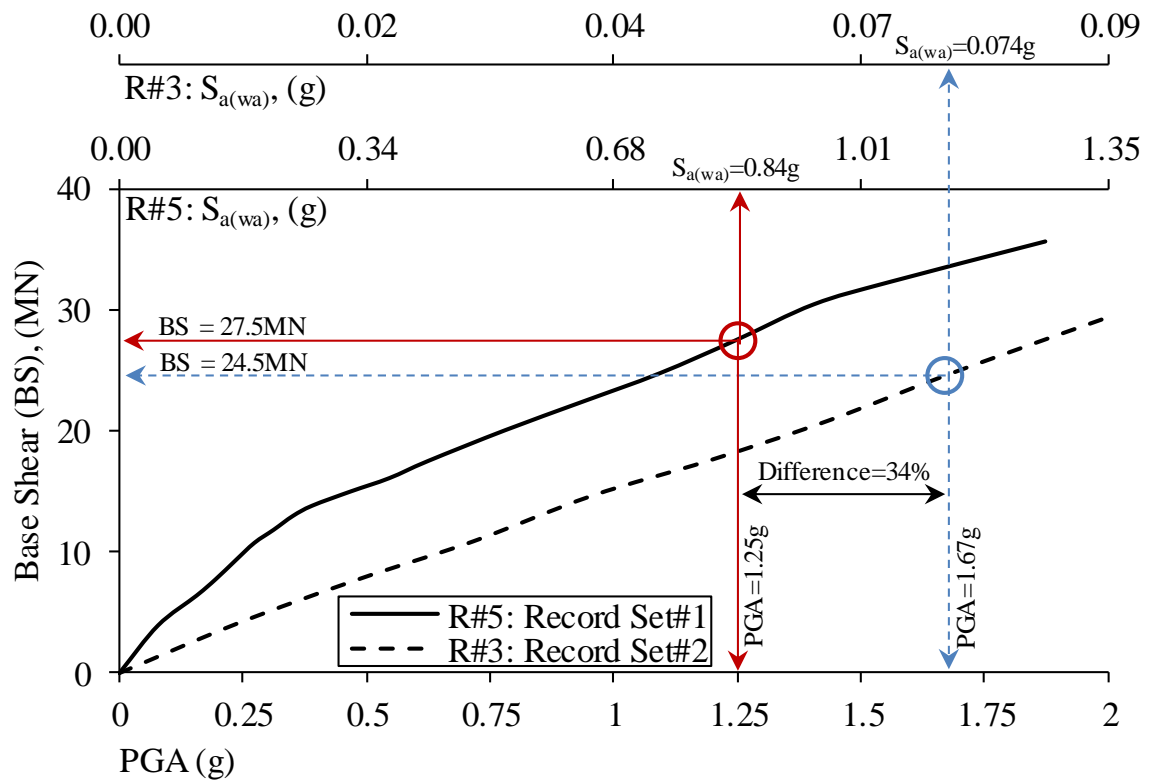 0.00 0.02 0.04 0.07 0.09
Sa(wa)=0.074g
R#3: Sa(wa), (g)
0.00 0.34 0.68 1.01 1.35
Sa(wa)=0.84g
R#5: Sa(wa), (g)
Base Shear (BS), (MN)
40
30
20
10
0
BS = 27.5MN
BS = 24.5MN
Difference=34%
PGA=1.25g
PGA=1.67g
R#5: Record Set#1
R#3: Record Set#2
0 0.25 0.5 0.75 1 1.25 1.5 1.75 2
PGA (g)